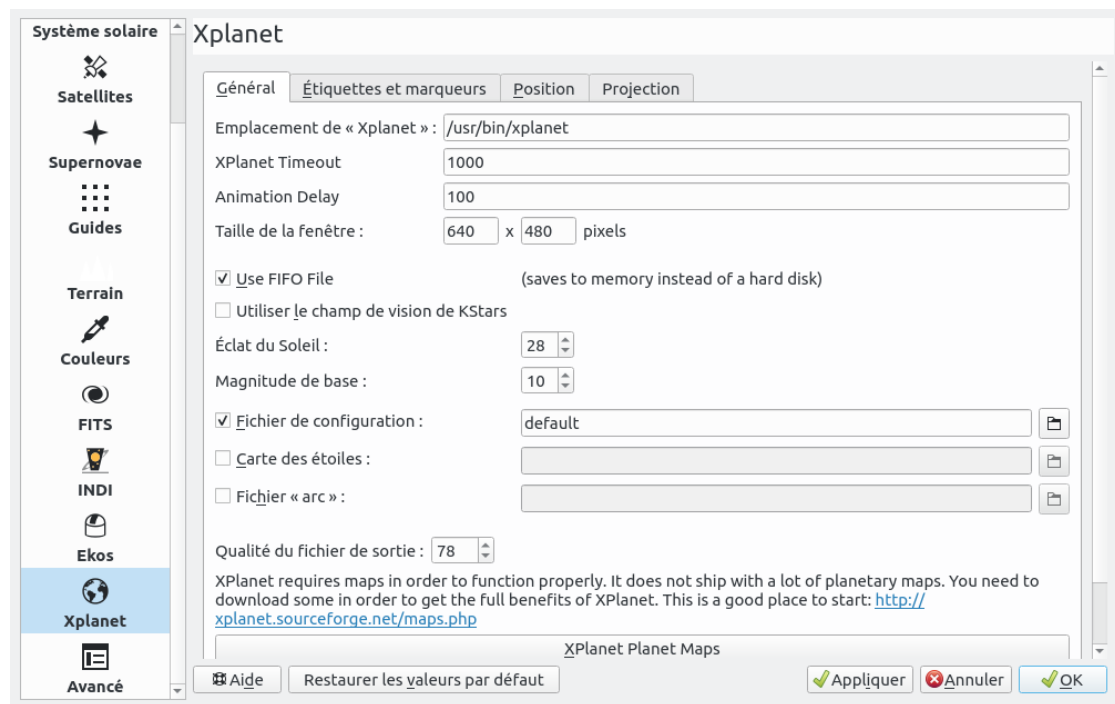 Système solaire
Satellites
Supernovae
Guides
Terrain
Couleurs
FITS
INDI
Ekos
Xplanet
Avancé
Xplanet
Général Étiquettes et marqueurs Position Projection
Emplacement de « Xplanet » : /usr/bin/xplanet
XPlanet Timeout 1000
Animation Delay 100
Taille de la fenêtre : 640 x 480 pixels
Use FIFO File (saves to memory instead of a hard disk)
Utiliser le champ de vision de KStars
Éclat du Soleil : 28
Magnitude de base : 10
Fichier de configuration : default
Carte des étoiles :
Fichier « arc » :
Qualité du fichier de sortie : 78
XPlanet requires maps in order to function properly. It does not ship with a lot of planetary maps. You need to
download some in order to get the full benefits of XPlanet. This is a good place to start: http://
xplanet.sourceforge.net/maps.php
XPlanet Planet Maps
Aide Restaurer les valeurs par défaut Appliquer Annuler OK